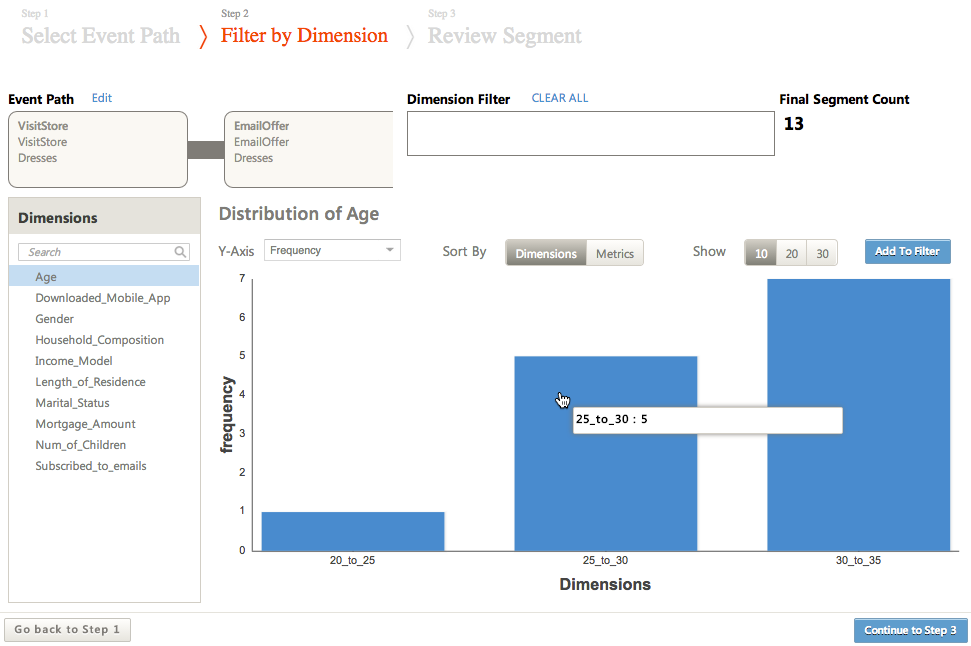 Step 1
Select Event Path
Step 2
Filter by Dimension
Step 3
Review Segment
Event Path Edit
VisitStore
VisitStore
Dresses
EmailOffer
EmailOffer
Dresses
Dimension Filter CLEAR ALL
Final Segment Count
13
Dimensions
Search
Age
Downloaded_Mobile_App
Gender
Household_Composition
Income_Model
Length_of_Residence
Marital_Status
Mortgage_Amount
Num_of_Children
Subscribed_to_emails
Distribution of Age
Y-Axis Frequency Sort By Dimensions Metrics Show 10 20 30 Add To Filter
7
6
5
4
3
2
1
0
frequency
25_to_30 : 5
20_to_25 25_to_30 30_to_35
Dimensions
Go back to Step 1
Continue to Step 3